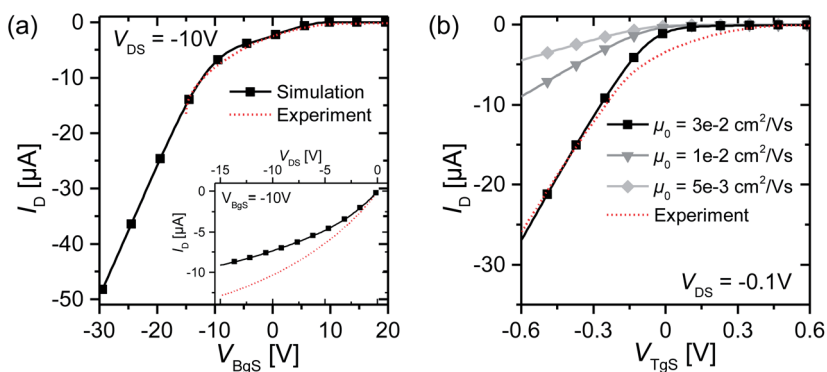 (a)
V_DS = -10V
Simulation
Experiment
0
-10
-20
-30
-40
-50
I_D [µA]
-30
-20
-10
0
10
20
V_BgS [V]
V_DS [V]
-15
-10
-5
0
V_BgS = -10V
0
-5
-10
-15
I_D [µA]
(b)
0
-10
-20
-30
I_D [µA]
µ_0 = 3e-2 cm²/Vs
µ_0 = 1e-2 cm²/Vs
µ_0 = 5e-3 cm²/Vs
Experiment
V_DS = -0.1V
-0.6
-0.3
0
0.3
0.6
V_TgS [V]